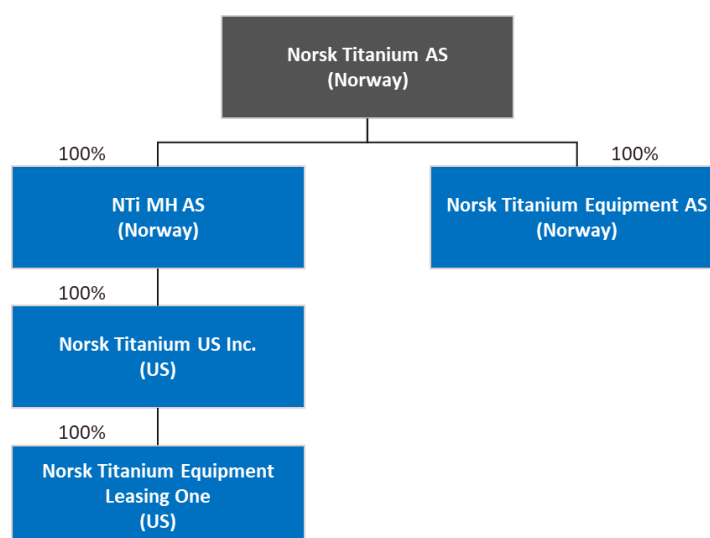 Norsk Titanium AS
(Norway)
100%
100%
NTi MH AS
(Norway)
Norsk Titanium Equipment AS
(Norway)
100%
Norsk Titanium US Inc.
(US)
100%
Norsk Titanium Equipment
Leasing One
(US)